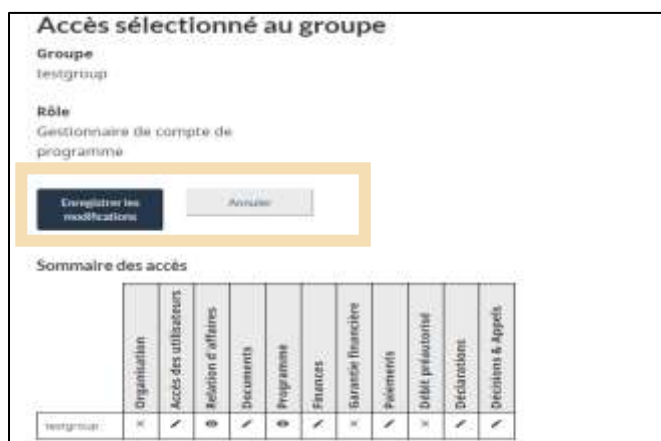 Accès sélectionné au groupe
Groupe
testgroup
Rôle
Gestionnaire de compte de
programme
Enregistrer les
modifications
Annuler
Sommaire des accès
Organisation
Accès des utilisateurs
Relation d'affaires
Documents
Programme
Finances
Garantie financière
Paiements
Débit préautorisé
Déclarations
Décisions & Appels
testgroup